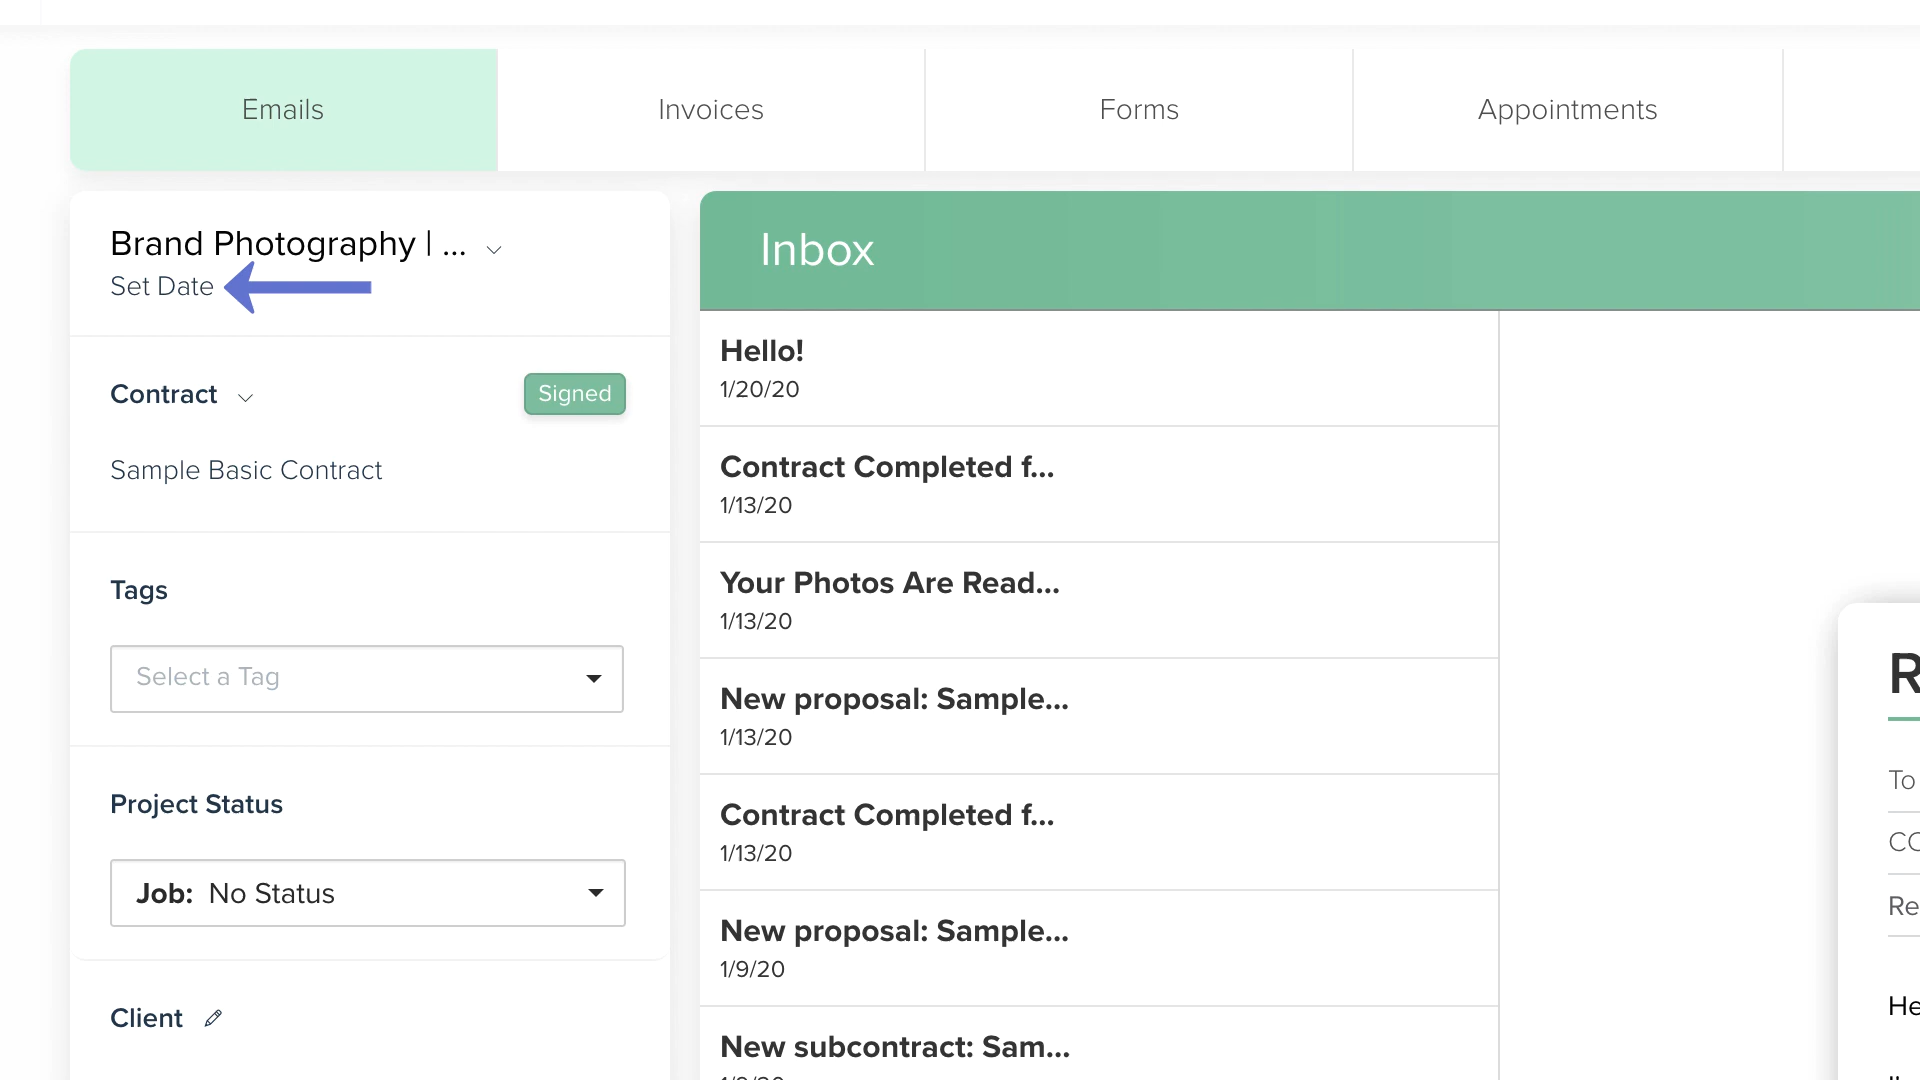 Emails
Invoices
Forms
Appointments
Brand Photography | ...
Set Date
Contract
Signed
Sample Basic Contract
Tags
Select a Tag
Project Status
Job: No Status
Client
Inbox
Hello!
1/20/20
Contract Completed f...
1/13/20
Your Photos Are Read...
1/13/20
New proposal: Sample...
1/13/20
Contract Completed f...
1/13/20
New proposal: Sample...
1/9/20
New subcontract: Sam...
R
To
CC
Re
He